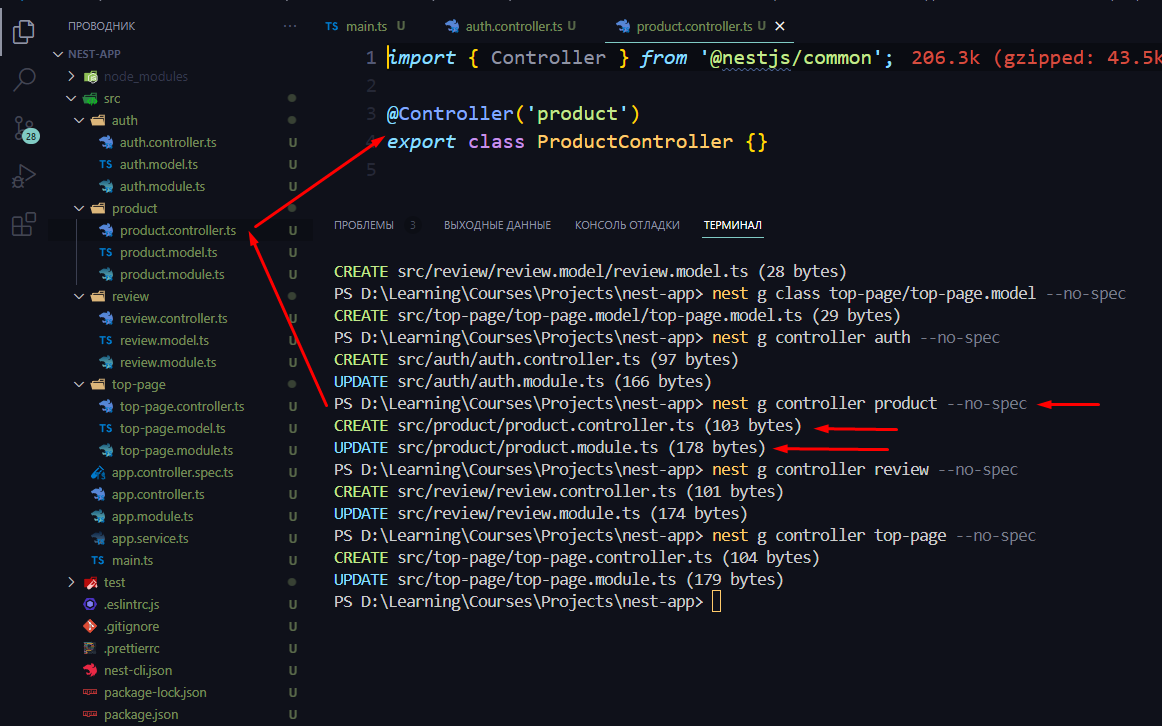 ПРОВОДНИК ···
NEST-APP
node_modules
src
auth
auth.controller.ts U
auth.model.ts U
auth.module.ts U
product
product.controller.ts U
product.model.ts U
product.module.ts U
review
review.controller.ts U
review.model.ts U
review.module.ts U
top-page
top-page.controller.ts U
top-page.model.ts U
top-page.module.ts U
app.controller.spec.ts U
app.controller.ts U
app.module.ts U
app.service.ts U
TS main.ts U
test
.eslintrc.js U
.gitignore U
.prettierrc U
nest-cli.json U
package-lock.json U
package.json U
28
TS main.ts U auth.controller.ts U product.controller.ts U
1 import { Controller } from '@nestjs/common'; 206.3k (gzipped: 43.5k
2
3 @Controller('product')
4 export class ProductController {}
5
ПРОБЛЕМЫ 3 ВЫХОДНЫЕ ДАННЫЕ КОНСОЛЬ ОТЛАДКИ ТЕРМИНАЛ
CREATE src/review/review.model/review.model.ts (28 bytes)
PS D:\Learning\Courses\Projects\nest-app> nest g class top-page/top-page.model --no-spec
CREATE src/top-page/top-page.model/top-page.model.ts (29 bytes)
PS D:\Learning\Courses\Projects\nest-app> nest g controller auth --no-spec
CREATE src/auth/auth.controller.ts (97 bytes)
UPDATE src/auth/auth.module.ts (166 bytes)
PS D:\Learning\Courses\Projects\nest-app> nest g controller product --no-spec
CREATE src/product/product.controller.ts (103 bytes)
UPDATE src/product/product.module.ts (178 bytes)
PS D:\Learning\Courses\Projects\nest-app> nest g controller review --no-spec
CREATE src/review/review.controller.ts (101 bytes)
UPDATE src/review/review.module.ts (174 bytes)
PS D:\Learning\Courses\Projects\nest-app> nest g controller top-page --no-spec
CREATE src/top-page/top-page.controller.ts (104 bytes)
UPDATE src/top-page/top-page.module.ts (179 bytes)
PS D:\Learning\Courses\Projects\nest-app>